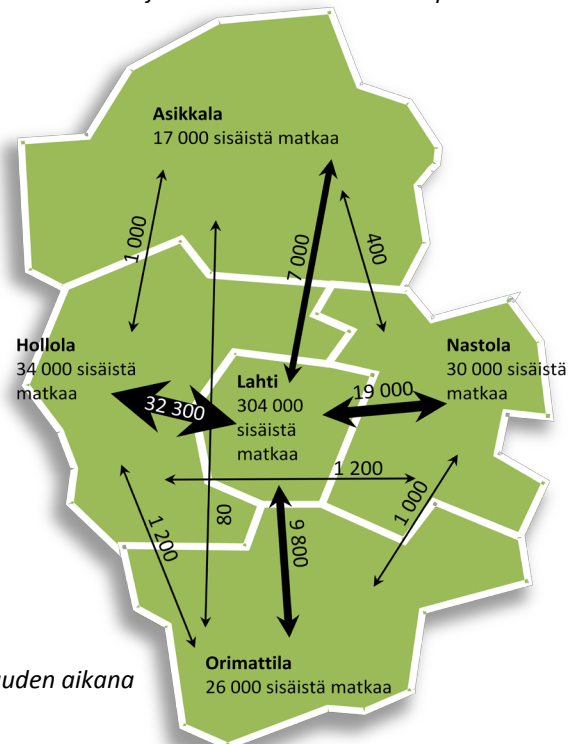 Asikkala
17 000 sisäistä matkaa
1 000
7 000
400
Hollola
34 000 sisäistä
matkaa
32 300
Lahti
304 000
sisäistä
matkaa
19 000
Nastola
30 000 sisäistä
matkaa
1 200
80
1 200
9 800
1 000
Orimattila
26 000 sisäistä matkaa
uden aikana